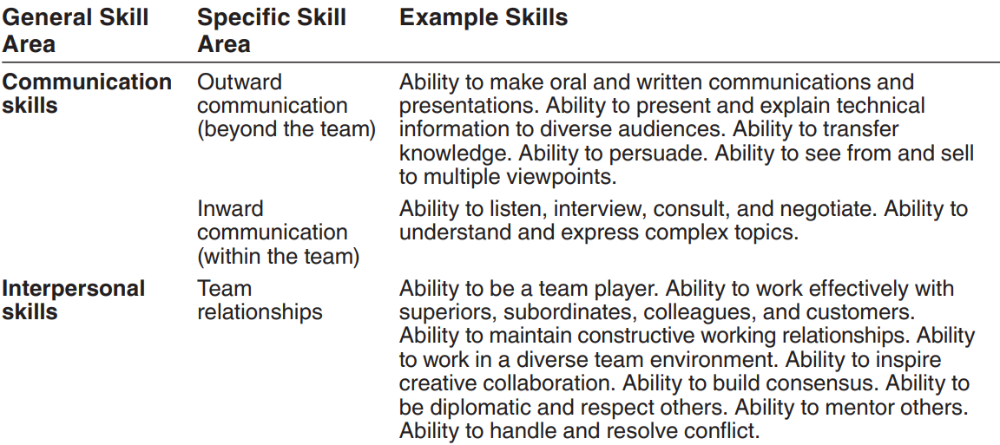 General Skill Area
Specific Skill Area
Example Skills
Communication skills
Outward
communication
(beyond the team)
Ability to make oral and written communications and
presentations. Ability to present and explain technical
information to diverse audiences. Ability to transfer
knowledge. Ability to persuade. Ability to see from and sell
to multiple viewpoints.
Inward
communication
(within the team)
Ability to listen, interview, consult, and negotiate. Ability to
understand and express complex topics.
Interpersonal
skills
Team
relationships
Ability to be a team player. Ability to work effectively with
superiors, subordinates, colleagues, and customers.
Ability to maintain constructive working relationships. Ability
to work in a diverse team environment. Ability to inspire
creative collaboration. Ability to build consensus. Ability to
be diplomatic and respect others. Ability to mentor others.
Ability to handle and resolve conflict.